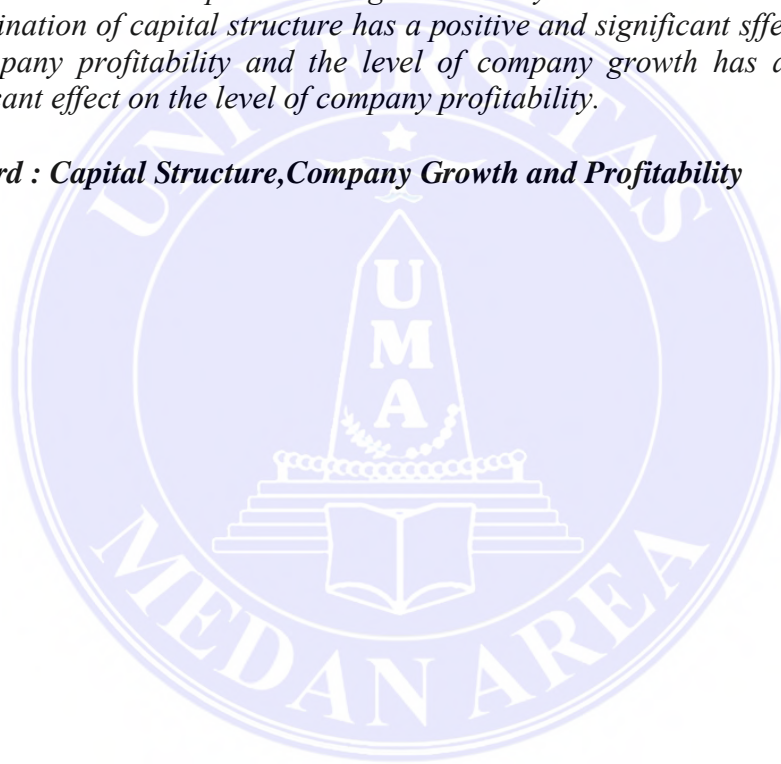 ination of capital structure has a positive and significant sffe
pany profitability and the level of company growth has a
cant effect on the level of company profitability.
rd : Capital Structure,Company Growth and Profitability
UNIVERSITAS
U
M
A
MEDAN AREA